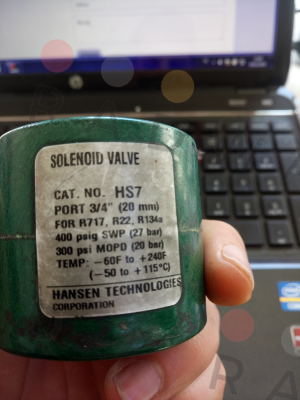 SOLENOID VALVE
CAT. NO. HS7
PORT 3/4" (20 mm)
FOR R717, R22, R134a
400 psig SWP (27 bar)
300 psi MOPD (20 bar)
TEMP: -60F to +240F
(-50 to +115°C)
HANSEN TECHNOLOGIES
CORPORATION